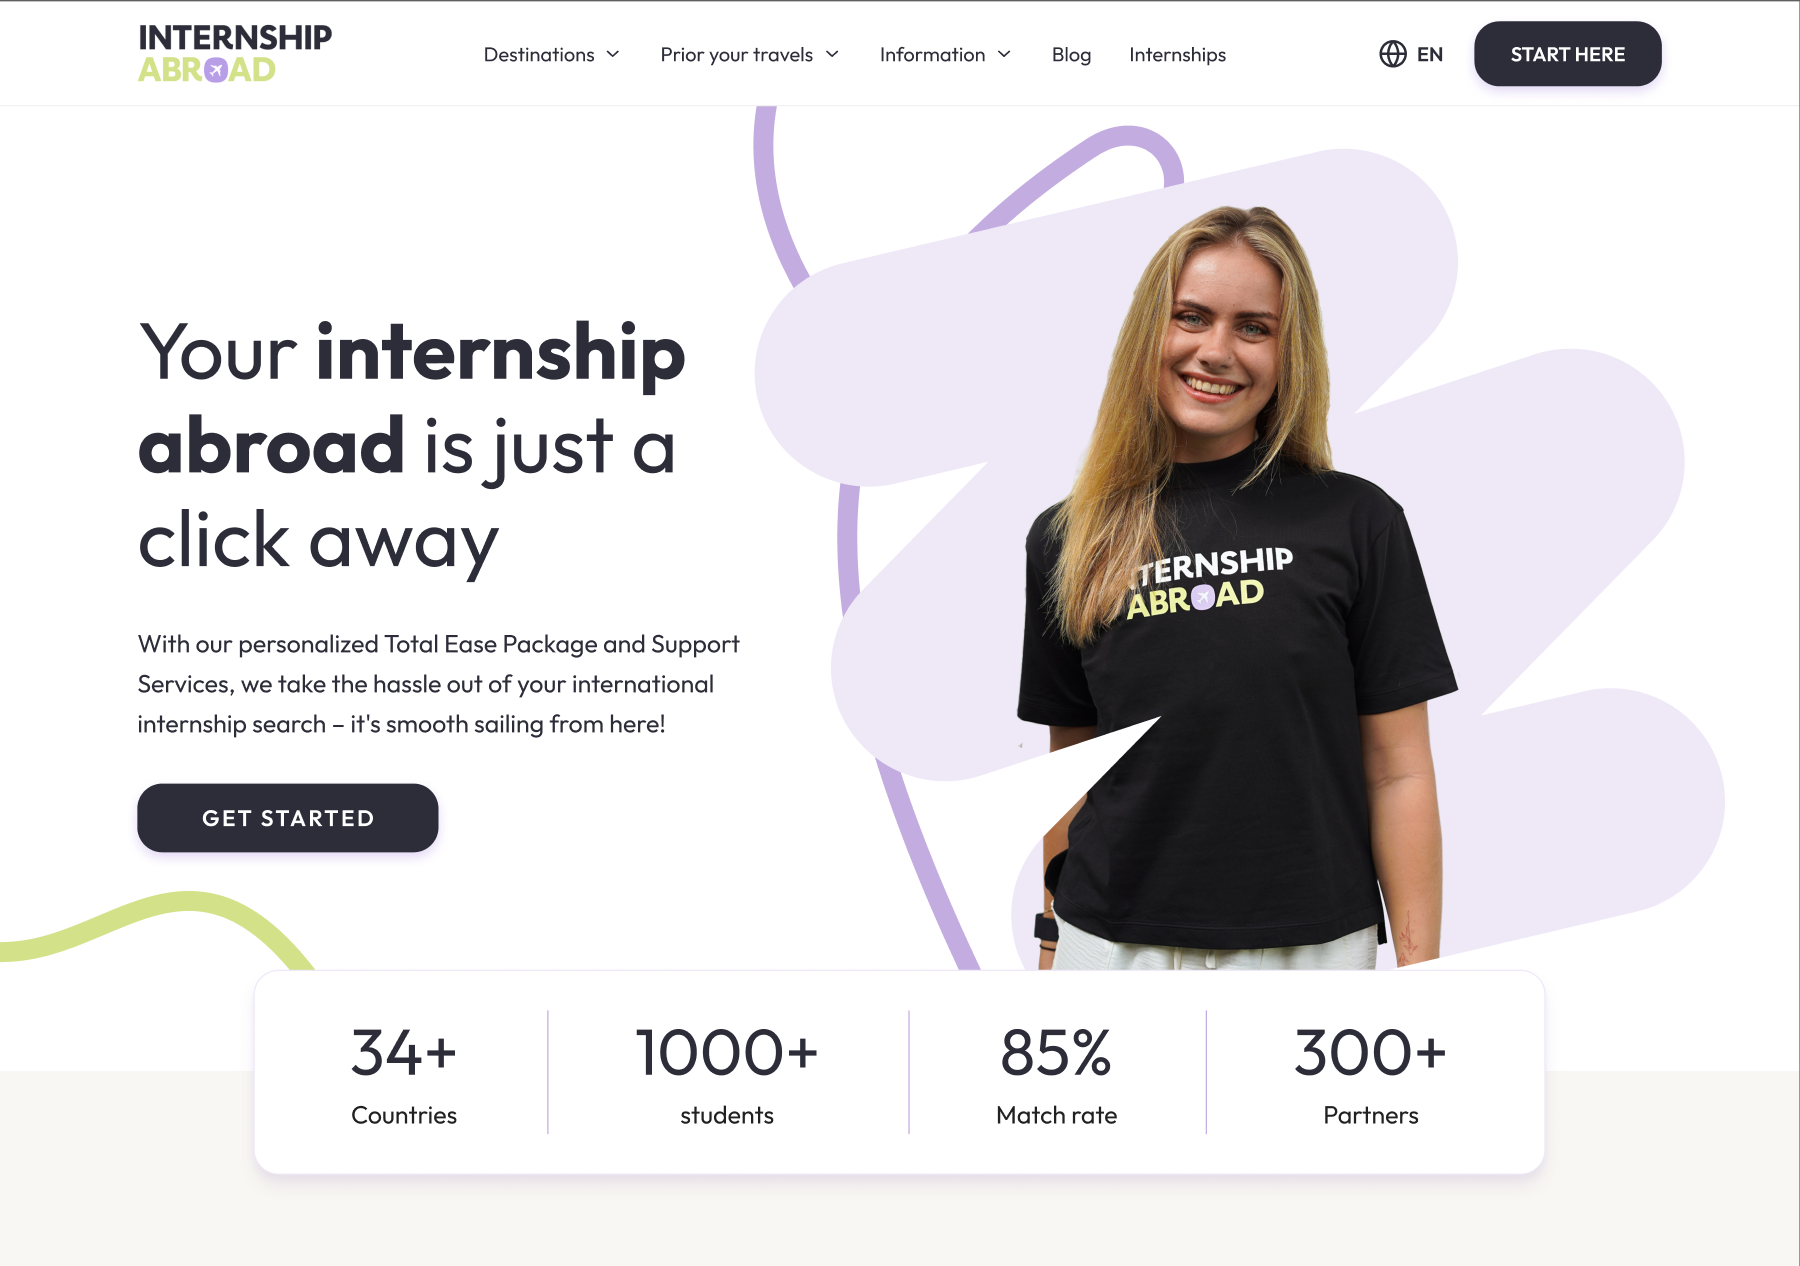 INTERNSHIP
ABROAD
Destinations
Prior your travels
Information
Blog
Internships
EN
START HERE
Your internship
abroad is just a
click away
With our personalized Total Ease Package and Support
Services, we take the hassle out of your international
internship search – it's smooth sailing from here!
GET STARTED
TERNSHIP
ABROAD
34+
Countries
1000+
students
85%
Match rate
300+
Partners